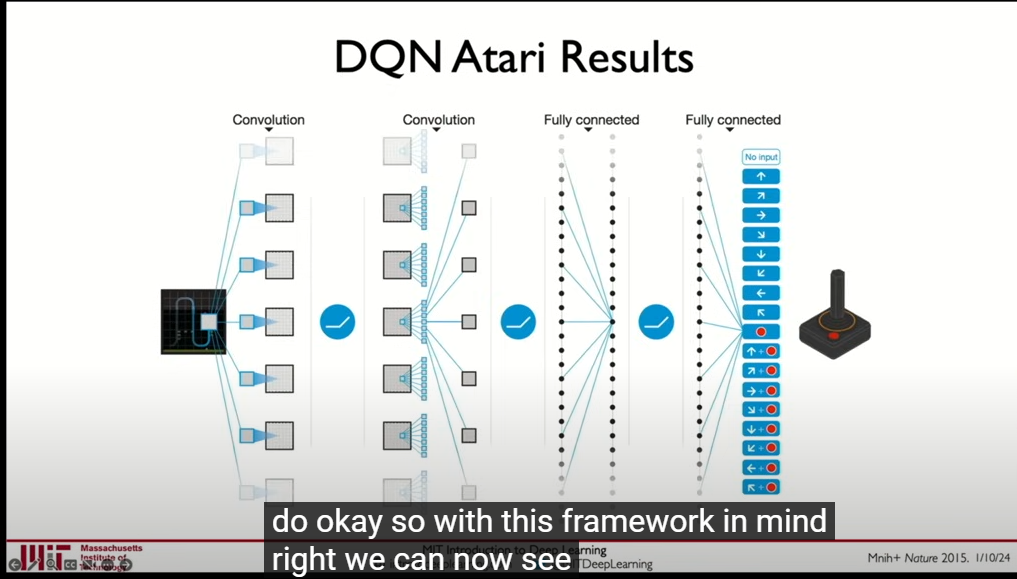 DQN Atari Results
Convolution
Convolution
Fully connected
Fully connected
No input
do okay so with this framework in mind
right we can now see
MIT
Massachusetts
Institute of
Technology
MIT Introduction to Deep Learning
TDeepLearning
Mnih+ Nature 2015. 1/10/24